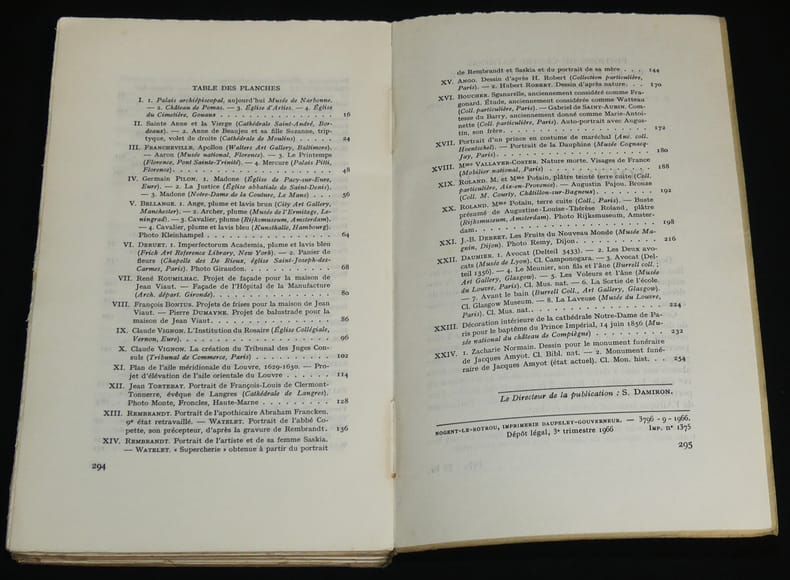 TABLE DES PLANCHES
I. 1. Palais archiépiscopal, aujourd'hui Musée de Narbonne.
— 2. Château de Pomas. — 3. Église d'Arties. — 4. Église
du Cimetière, Gouaux . . . . . . . . . . . . . . . . 16
II. Sainte Anne et la Vierge (Cathédrale Saint-André, Bor-
deaux). — 2. Anne de Beaujeu et sa fille Suzanne, trip-
tyque, volet de droite (Cathédrale de Moulins) . . . . . . 24
III. Francheville, Apollon (Walters Art Gallery, Baltimore).
— Aaron (Musée national, Florence). — 3. Le Printemps
(Florence, Pont Sainte-Trinité). — 4. Mercure (Palais Pitti,
Florence) . . . . . . . . . . . . . . . . . . . . 48
IV. Germain Pilon. 1. Madone (Église de Pacy-sur-Eure,
Eure). — 2. La Justice (Église abbatiale de Saint-Denis).
— 3. Madone (Notre-Dame de la Couture, Le Mans) . . . . 56
V. Bellange. 1. Ange, plume et lavis brun (City Art Gallery,
Manchester). — 2. Archer, plume (Musée de l'Ermitage, Le-
ningrad). — 3. Cavalier, plume (Rijksmuseum, Amsterdam).
— 4. Cavalier, plume et lavis bleu (Kunsthalle, Hambourg).
Photo Kleinhampel . . . . . . . . . . . . . . . . 64
VI. Deruet. 1. Imperfectorum Academia, plume et lavis bleu
(Frick Art Reference Library, New York). — 2. Panier de
fleurs (Chapelle des De Rieux, église Saint-Joseph-des-
Carmes, Paris). Photo Giraudon . . . . . . . . . . . 68
VII. René Roumilhac. Projet de façade pour la maison de
Jean Viaut. — Façade de l'Hôpital de la Manufacture
(Arch. départ. Gironde) . . . . . . . . . . . . . . 80
VIII. François Bontus. Projets de frises pour la maison de Jean
Viaut. — Pierre Dumayne. Projet de balustrade pour la
maison de Jean Viaut . . . . . . . . . . . . . . . 86
IX. Claude Vignon. L'Institution du Rosaire (Église Collégiale,
Vernon, Eure) . . . . . . . . . . . . . . . . . . 96
X. Claude Vignon. La création du Tribunal des Juges Con-
suls (Tribunal de Commerce, Paris) . . . . . . . . . . 102
XI. Plan de l'aile méridionale du Louvre, 1629-1630. — Pro-
jet d'élévation de l'aile orientale du Louvre . . . . . . 114
XII. Jean Tortebat. Portrait de François-Louis de Clermont-
Tonnerre, évêque de Langres (Cathédrale de Langres).
Photo Monte, Froncles, Haute-Marne . . . . . . . . . 128
XIII. Rembrandt. Portrait de l'apothicaire Abraham Francken.
9e état retravaillé. — Watelet. Portrait de l'abbé Co-
pette, son précepteur, d'après la gravure de Rembrandt. 136
XIV. Rembrandt. Portrait de l'artiste et de sa femme Saskia.
— Watelet. « Supercherie » obtenue à partir du portrait
294
de Rembrandt et Saskia et du portrait de sa mère . . . 144
XV. Ango. Dessin d'après H. Robert (Collection particulière,
Paris). — 2. Hubert Robert. Dessin d'après nature . . . 170
XVI. Boucher. Sganarelle, anciennement considéré comme Fra-
gonard. Étude, anciennement considérée comme Watteau
(Coll. particulière, Paris). — Gabriel de Saint-Aubin. Com-
tesse du Barry, anciennement donné comme Marie-Antoi-
nette (Coll. particulière, Paris). Auto-portrait avec Augus-
tin, son frère . . . . . . . . . . . . . . . . . . 172
XVII. Portrait d'un prince en costume de maréchal (Anc. coll.
Hoentschel). — Portrait de la Dauphine (Musée Cognacq-
Jay, Paris) . . . . . . . . . . . . . . . . . . . 180
XVIII. Mme Vallayer-Coster. Nature morte. Visages de France
(Mobilier national, Paris) . . . . . . . . . . . . . 188
XIX. Roland. M. et Mme Potain, plâtre teinté terre cuite (Coll.
particulière, Aix-en-Provence). — Augustin Pajou. Bronze
(Coll. M. Courty, Châtillon-sur-Bagneux) . . . . . . . . 192
XX. Roland. Mme Potain, terre cuite (Coll., Paris). — Buste
présumé de Augustine-Louise-Thérèse Roland, plâtre
(Rijksmuseum, Amsterdam). Photo Rijksmuseum, Amster-
dam . . . . . . . . . . . . . . . . . . . . . . 198
XXI. J.-B. Debret. Les Fruits du Nouveau Monde (Musée Ma-
gnin, Dijon). Photo Remy, Dijon . . . . . . . . . . . 216
XXII. Daumier. 1. Avocat (Delteil 3433). — 2. Les Deux avo-
cats (Musée de Lyon). Cl. Camponogara. — 3. Avocat (Del-
teil 1356). — 4. Le Meunier, son fils et l'âne (Burrell coll.;
Art Gallery, Glasgow). — 5. Les Voleurs et l'Âne (Musée
du Louvre, Paris). Cl. Mus. nat. — 6. La Sortie de l'école.
— 7. Avant le bain (Burrell Coll., Art Gallery, Glasgow).
Cl. Glasgow Museum. — 8. La Laveuse (Musée du Louvre,
Paris). Cl. Mus. nat. . . . . . . . . . . . . . . . . 224
XXIII. Décoration intérieure de la cathédrale Notre-Dame de Pa-
ris pour le baptême du Prince Impérial, 14 juin 1856 (Mu-
sée national du château de Compiègne) . . . . . . . . 232
XXIV. 1. Zacharie Normain. Dessin pour le monument funéraire
de Jacques Amyot. Cl. Bibl. nat. — 2. Monument funé-
raire de Jacques Amyot (état actuel). Cl. Mon. hist. . . 254
Le Directeur de la publication : S. Damiron.
NOGENT-LE-ROTROU, IMPRIMERIE DAUPELEY-GOUVERNEUR. — 3796 - 9 - 1966.
Dépôt légal, 3e trimestre 1966 Imp. n° 1375
295